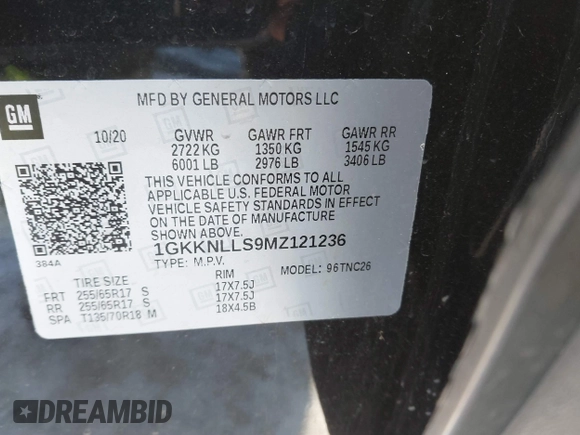 MFD BY GENERAL MOTORS LLC
GM
10/20 GVWR GAWR FRT GAWR RR
2722 KG 1350 KG 1545 KG
6001 LB 2976 LB 3406 LB
THIS VEHICLE CONFORMS TO ALL
APPLICABLE U.S. FEDERAL MOTOR
VEHICLE SAFETY STANDARDS IN EFFECT
ON THE DATE OF MANUFACTURE
SHOWN ABOVE.
1GKKNLLS9MZ121236
384A
TYPE: M.P.V. MODEL: 96TNC26
TIRE SIZE RIM
FRT 255/65R17 S 17X7.5J
RR 255/65R17 S 17X7.5J
SPA T135/70R18 M 18X4.5B
DREAMBID